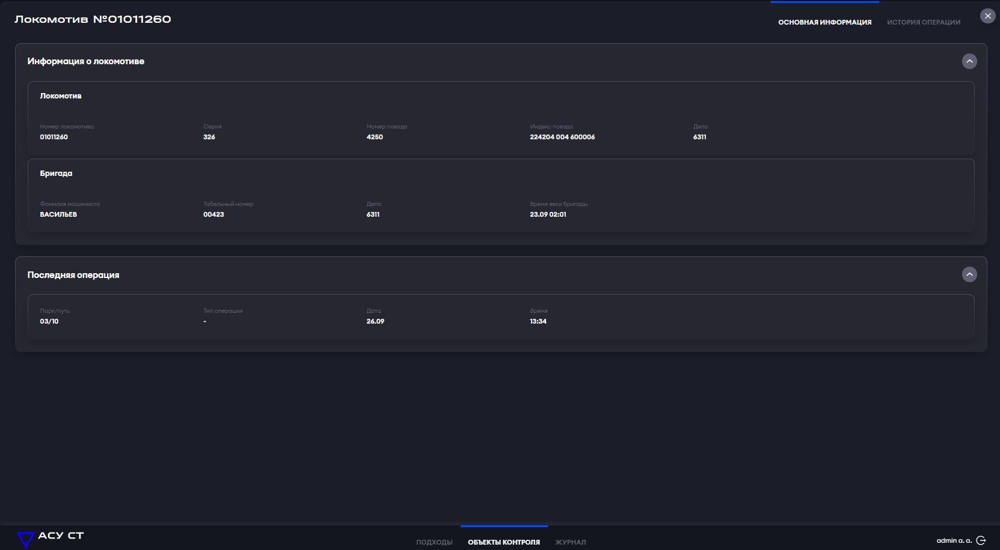 Локомотив №01011260
ОСНОВНАЯ ИНФОРМАЦИЯ ИСТОРИЯ ОПЕРАЦИИ
Информация о локомотиве
Локомотив
Номер локомотива Серия Номер поезда Индекс поезда Депо
01011260 326 4250 224204 004 600006 6311
Бригада
Фамилия машиниста Табельный номер Депо Время явки бригады
ВАСИЛЬЕВ 00423 6311 23.09 02:01
Последняя операция
Парк/путь Тип операции Дата Время
03/10 - 26.09 13:34
АСУ СТ
ПОДХОДЫ ОБЪЕКТЫ КОНТРОЛЯ ЖУРНАЛ
admin a. a.